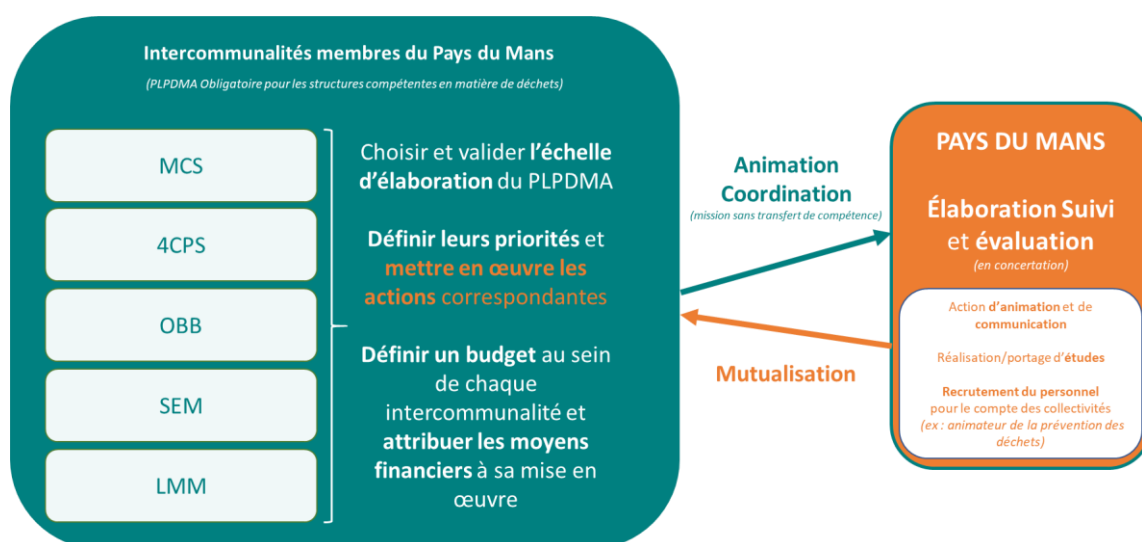 Intercommunalités membres du Pays du Mans
(PLPDMA Obligatoire pour les structures compétentes en matière de déchets)
MCS
4CPS
OBB
SEM
LMM
Choisir et valider l'échelle
d'élaboration du PLPDMA
Définir leurs priorités et
mettre en œuvre les
actions correspondantes
Définir un budget au sein
de chaque
intercommunalité et
attribuer les moyens
financiers à sa mise en
œuvre
Animation
Coordination
(mission sans transfert de compétence)
Mutualisation
PAYS DU MANS
Élaboration Suivi
et évaluation
(en concertation)
Action d'animation et de
communication
Réalisation/portage d'études
Recrutement du personnel
pour le compte des collectivités
(ex : animateur de la prévention des
déchets)